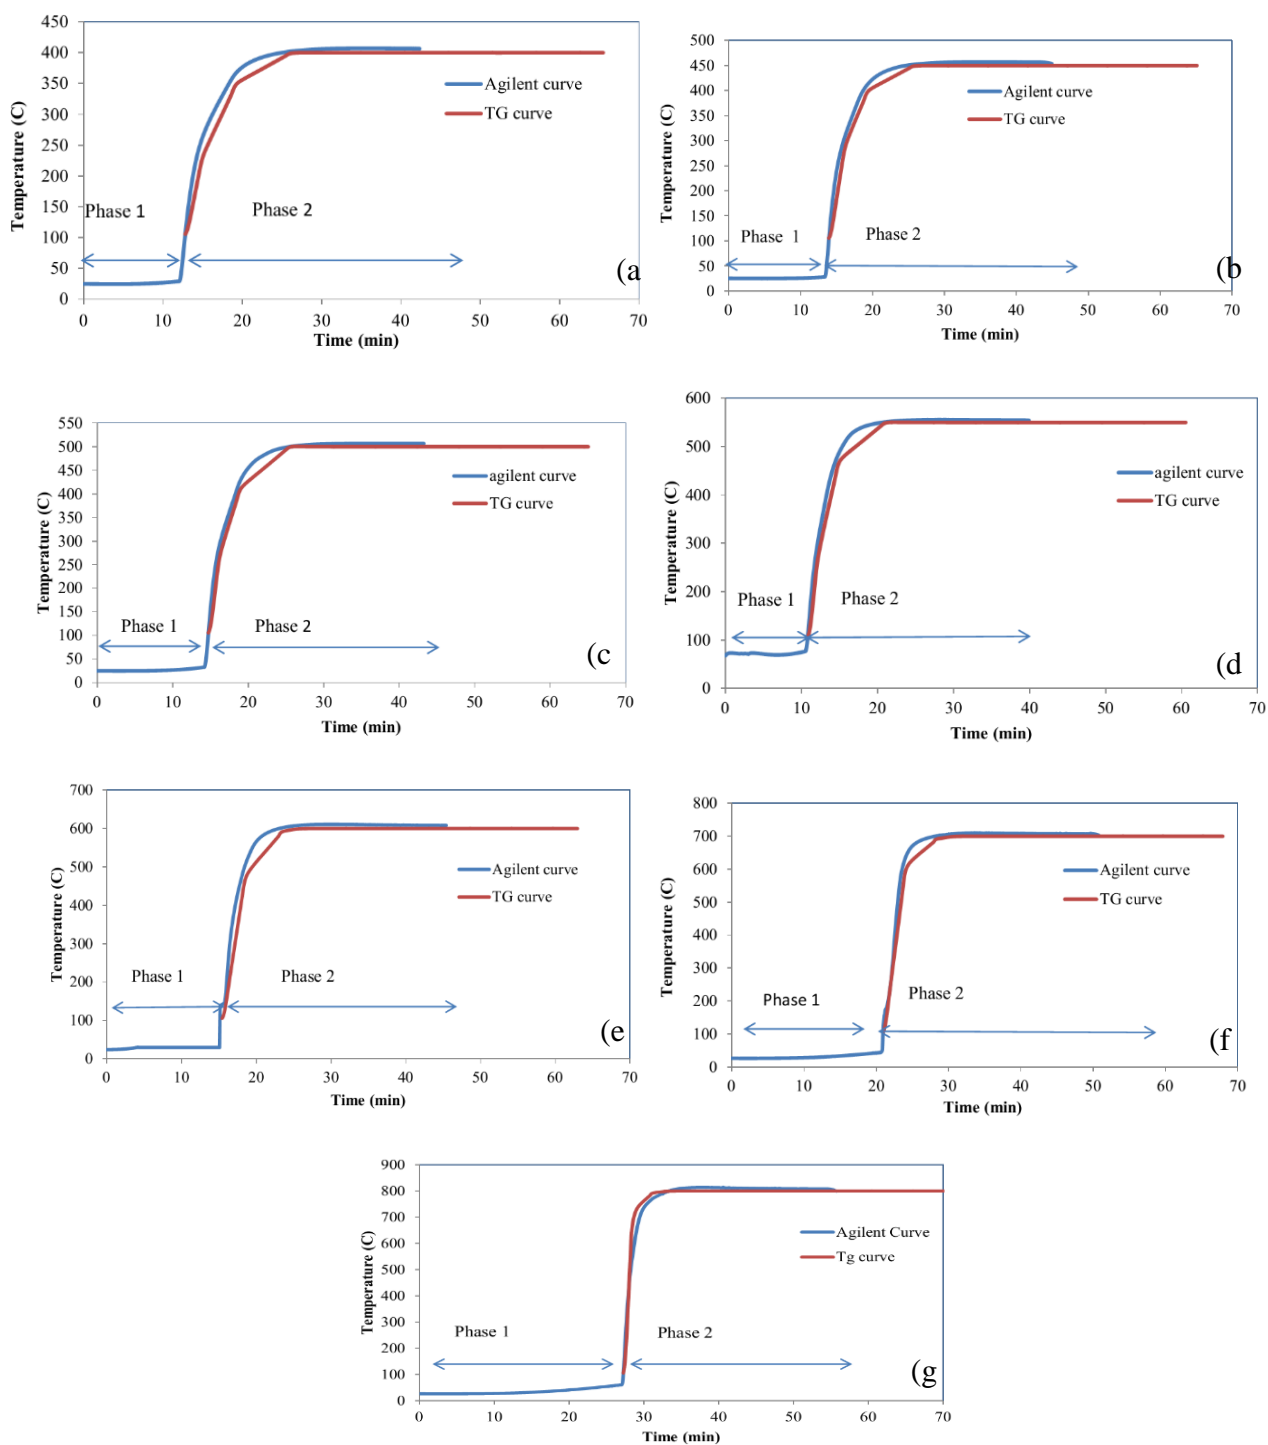 450
400
350
300
250
200
150
100
50
0
Temperature (C)
Agilent curve
TG curve
Phase 1
Phase 2
(a
0 10 20 30 40 50 60 70
Time (min)
500
450
400
350
300
250
200
150
100
50
0
Temperature (C)
Agilent curve
TG curve
Phase 1
Phase 2
(b
0 10 20 30 40 50 60 70
Time (min)
550
500
450
400
350
300
250
200
150
100
50
0
Temperature (C)
agilent curve
TG curve
Phase 1
Phase 2
(c
0 10 20 30 40 50 60 70
Time (min)
600
500
400
300
200
100
0
Temperature (C)
agilent curve
TG curve
Phase 1
Phase 2
(d
0 10 20 30 40 50 60 70
Time (min)
700
600
500
400
300
200
100
0
Temperature (C)
Agilent curve
TG curve
Phase 1
Phase 2
(e
0 10 20 30 40 50 60 70
Time (min)
800
700
600
500
400
300
200
100
0
Temperature (C)
Agilent curve
TG curve
Phase 1
Phase 2
(f
0 10 20 30 40 50 60 70
Time (min)
900
800
700
600
500
400
300
200
100
0
Temperature (C)
Agilent Curve
Tg curve
Phase 1
Phase 2
(g
0 10 20 30 40 50 60 70
Time (min)